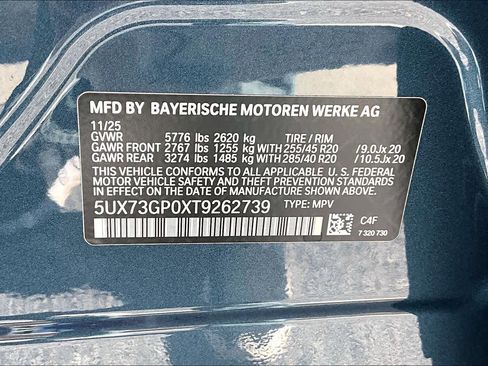 MFD BY BAYERISCHE MOTOREN WERKE AG
11/25
GVWR 5776 lbs 2620 kg TIRE / RIM
GAWR FRONT 2767 lbs 1255 kg WITH 255/45 R20 /9.0Jx 20
GAWR REAR 3274 lbs 1485 kg WITH 285/40 R20 /10.5Jx 20
THIS VEHICLE CONFORMS TO ALL APPLICABLE
U. S. FEDERAL MOTOR VEHICLE SAFETY AND THEFT PREVENTION
STANDARDS IN EFFECT ON THE DATE OF
MANUFACTURE SHOWN ABOVE.
5UX73GP0XT9262739 TYPE: MPV
C4F
7 320 730